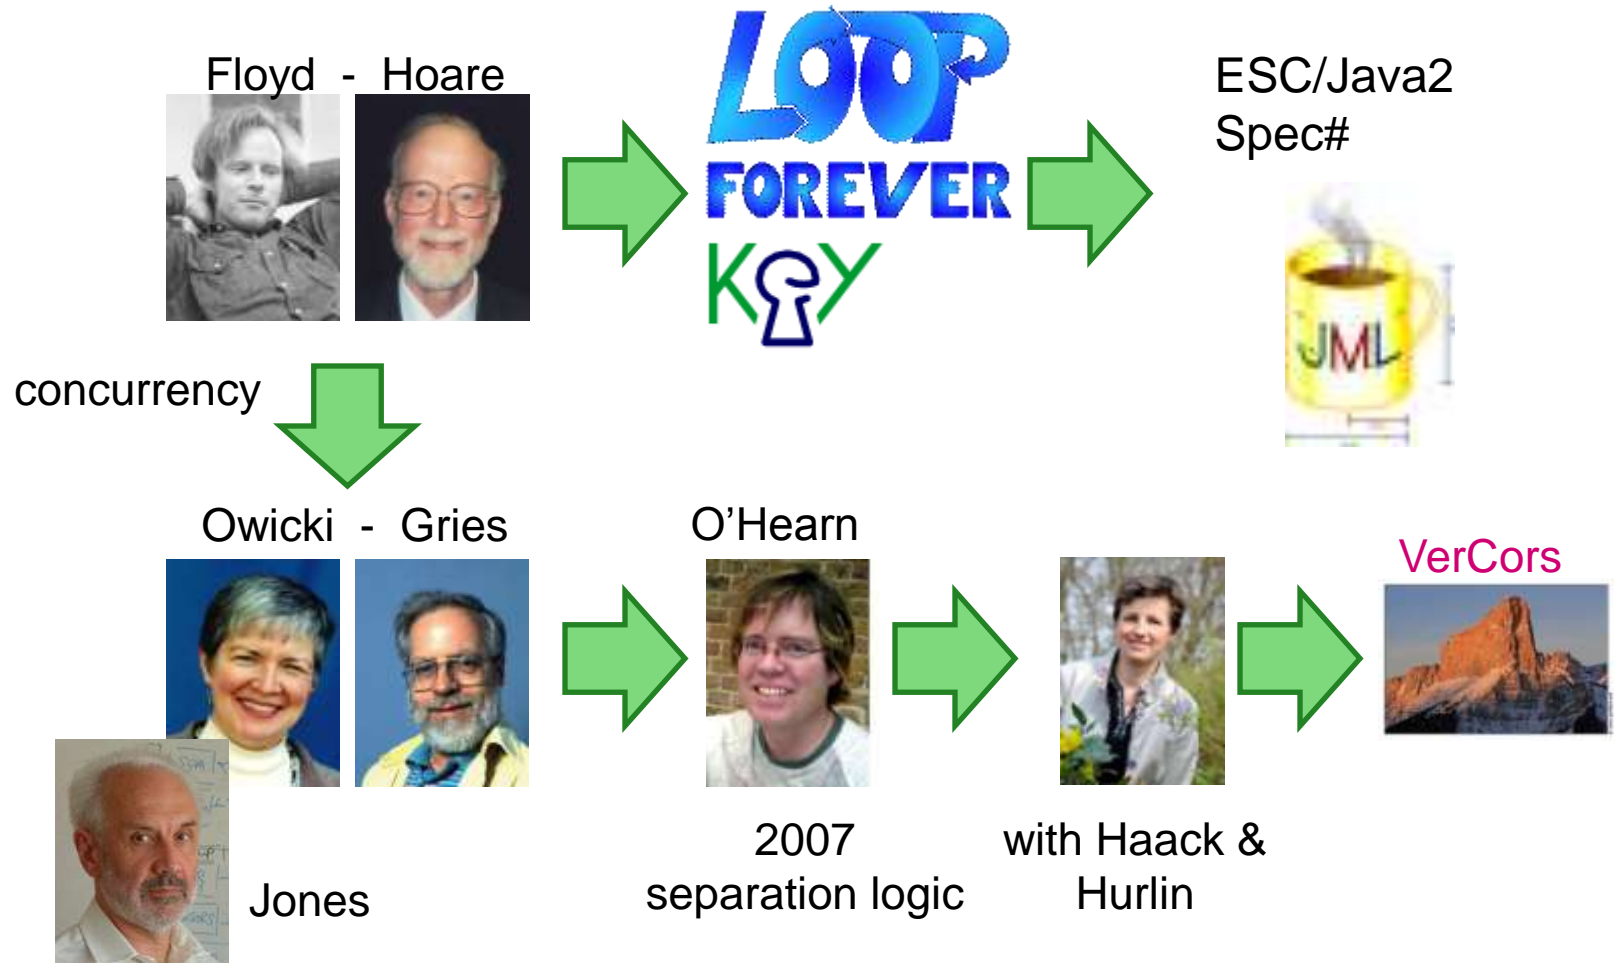 Floyd - Hoare
LOOP
FOREVER
KeY
ESC/Java2
Spec#
JML
concurrency
Owicki - Gries
O’Hearn
VerCors
2007
separation logic
with Haack &
Hurlin
Jones